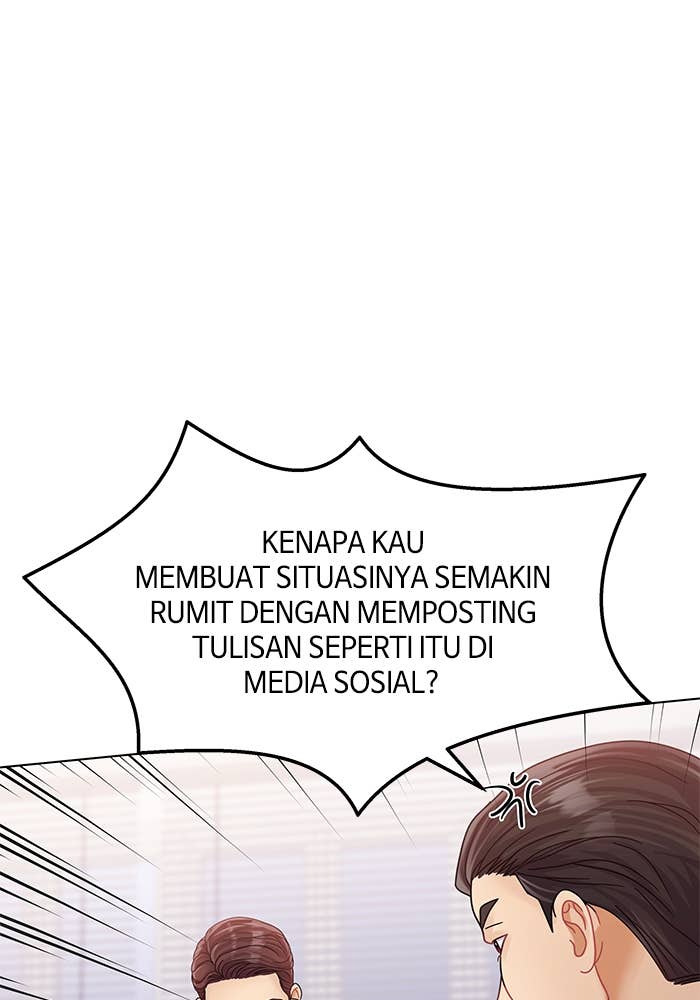 KENAPA KAU
MEMBUAT SITUASINYA SEMAKIN
RUMIT DENGAN MEMPOSTING
TULISAN SEPERTI ITU DI
MEDIA SOSIAL?